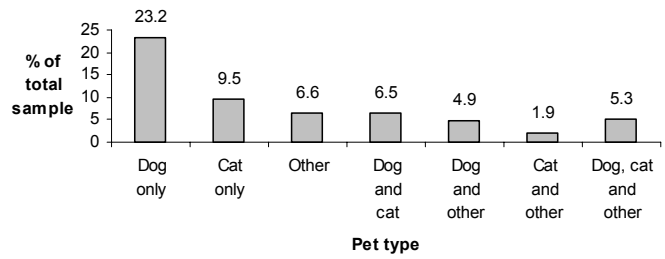 % of
total
sample
25
20
15
10
5
0
23.2
9.5
6.6
6.5
4.9
1.9
5.3
Dog
only
Cat
only
Other
Dog
and
cat
Dog
and
other
Cat
and
other
Dog, cat
and
other
Pet type